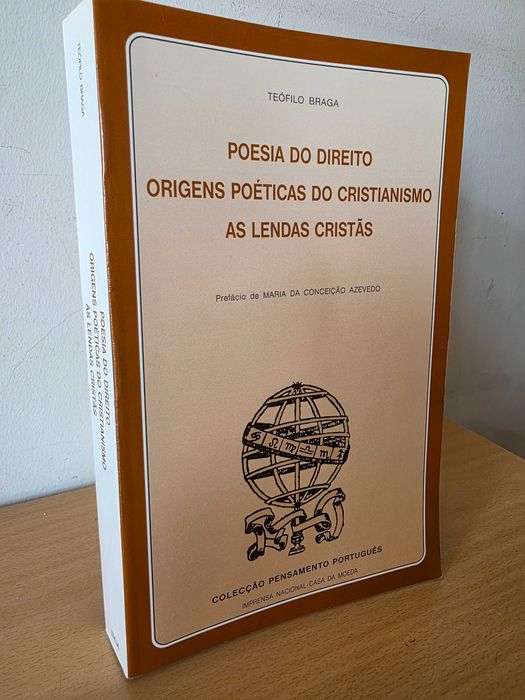 TEÓFILO BRAGA
POESIA DO DIREITO
ORIGENS POÉTICAS DO CRISTIANISMO
AS LENDAS CRISTÃS
Prefácio de MARIA DA CONCEIÇÃO AZEVEDO
COLECÇÃO PENSAMENTO PORTUGUÊS
IMPRENSA NACIONAL-CASA DA MOEDA
TEÓFILO BRAGA
POESIA DO DIREITO
ORIGENS POÉTICAS DO CRISTIANISMO
AS LENDAS CRISTÃS